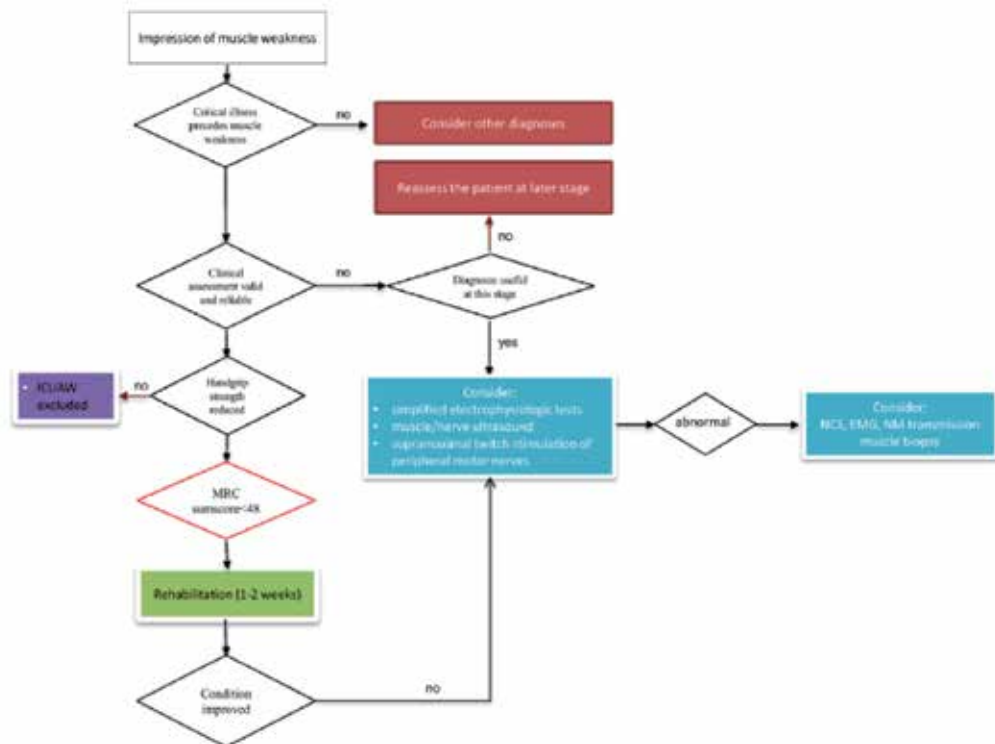 Impression of muscle weakness
Critical illness
precedes muscle
weakness
no
Consider other diagnoses
Reassess the patient at later stage
no
Clinical
assessment valid
and reliable
no
Diagnosis useful
at this stage
yes
Handgrip
strength
reduced
no
• ICUAW
excluded
Consider:
• simplified electrophysiologic tests
• muscle/nerve ultrasound
• supramaximal twitch stimulation of
peripheral motor nerves
abnormal
Consider:
NCS, EMG, NM transmission
muscle biopsi
MRC
sumscore<48
Rehabilitation (1-2 weeks)
Condition
improved
no